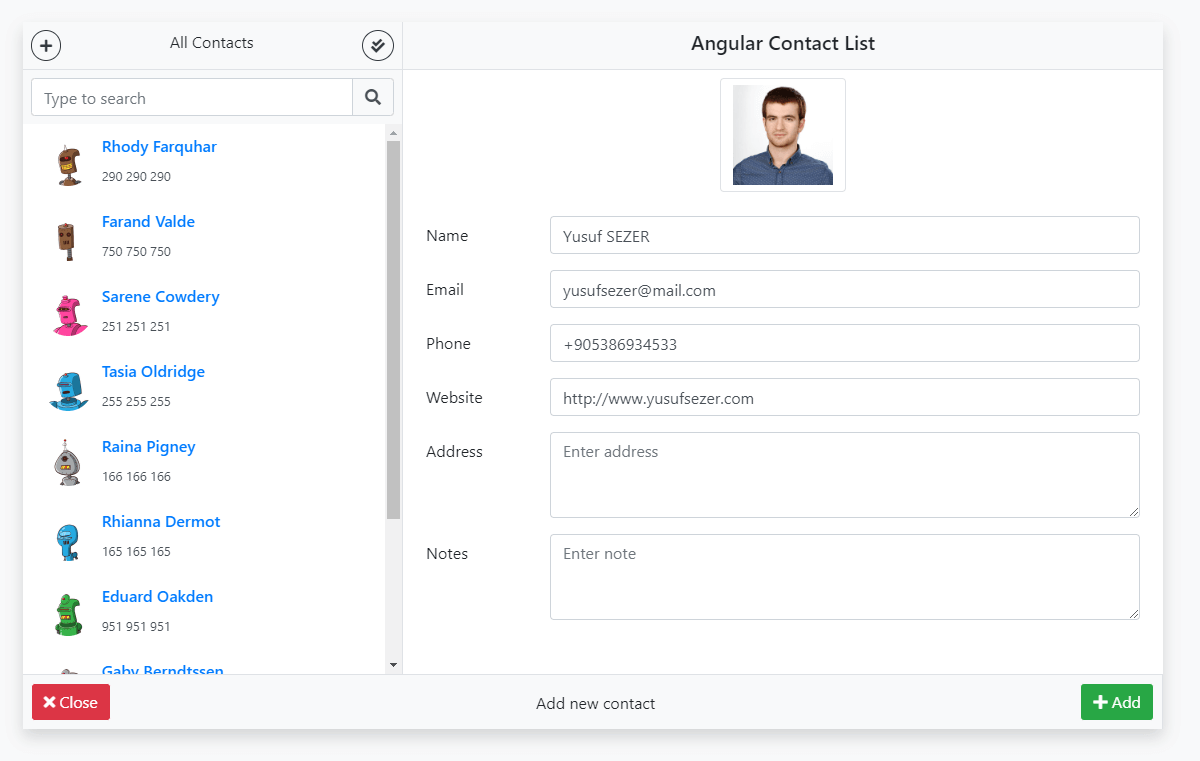 All Contacts
Angular Contact List
Type to search
Rhody Farquhar
290 290 290
Farand Valde
750 750 750
Sarene Cowdery
251 251 251
Tasia Oldridge
255 255 255
Raina Pigney
166 166 166
Rhianna Dermot
165 165 165
Eduard Oakden
951 951 951
Gaby Berndtssen
Name
Yusuf SEZER
Email
yusufsezer@mail.com
Phone
+905386934533
Website
http://www.yusufsezer.com
Address
Enter address
Notes
Enter note
Close
Add new contact
Add